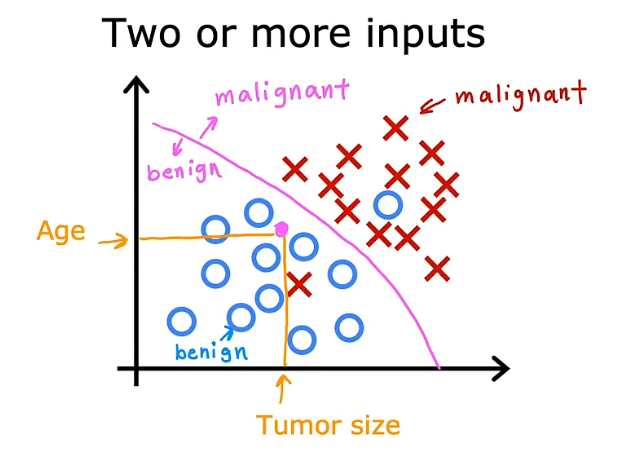 Two or more inputs
malignant
malignant
benign
Age
benign
Tumor size